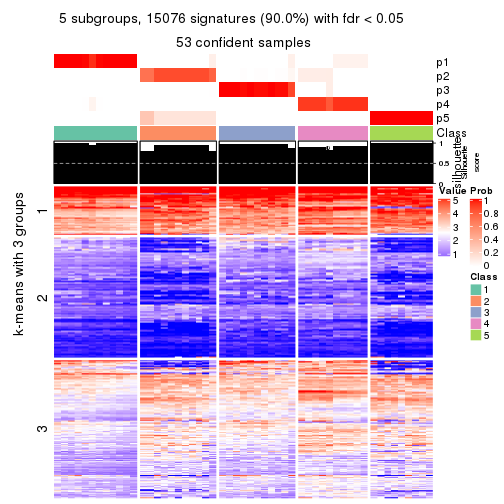 5 subgroups, 15076 signatures (90.0%) with fdr < 0.05
53 confident samples
p1
p2
p3
p4
p5
Class
1
0.5
0
silhouette
Silhouette
score
k-means with 3 groups
1
2
3
Value
5
4
3
2
1
Prob
1
0.8
0.6
0.4
0.2
0
Class
1
2
3
4
5